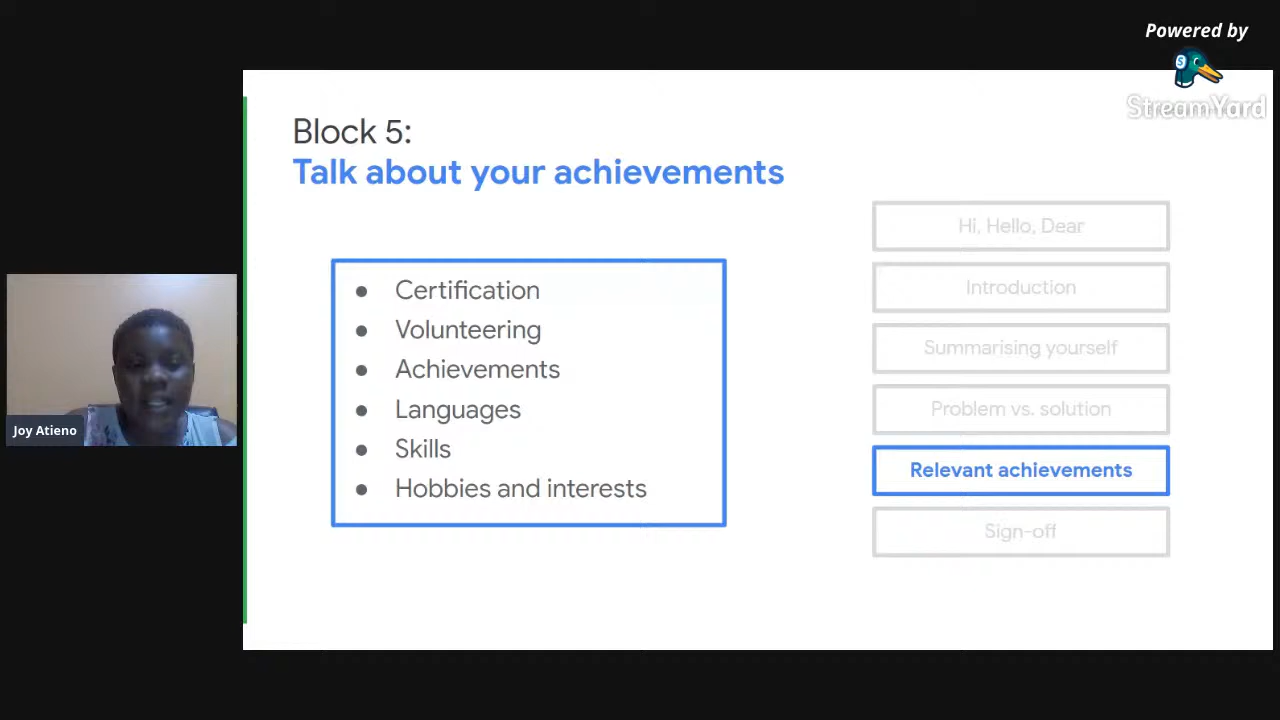 Powered by
StreamYard
Block 5:
Talk about your achievements
● Certification
● Volunteering
● Achievements
● Languages
● Skills
● Hobbies and interests
Hi, Hello, Dear
Introduction
Summarising yourself
Problem vs. solution
Relevant achievements
Sign-off
Joy Atieno